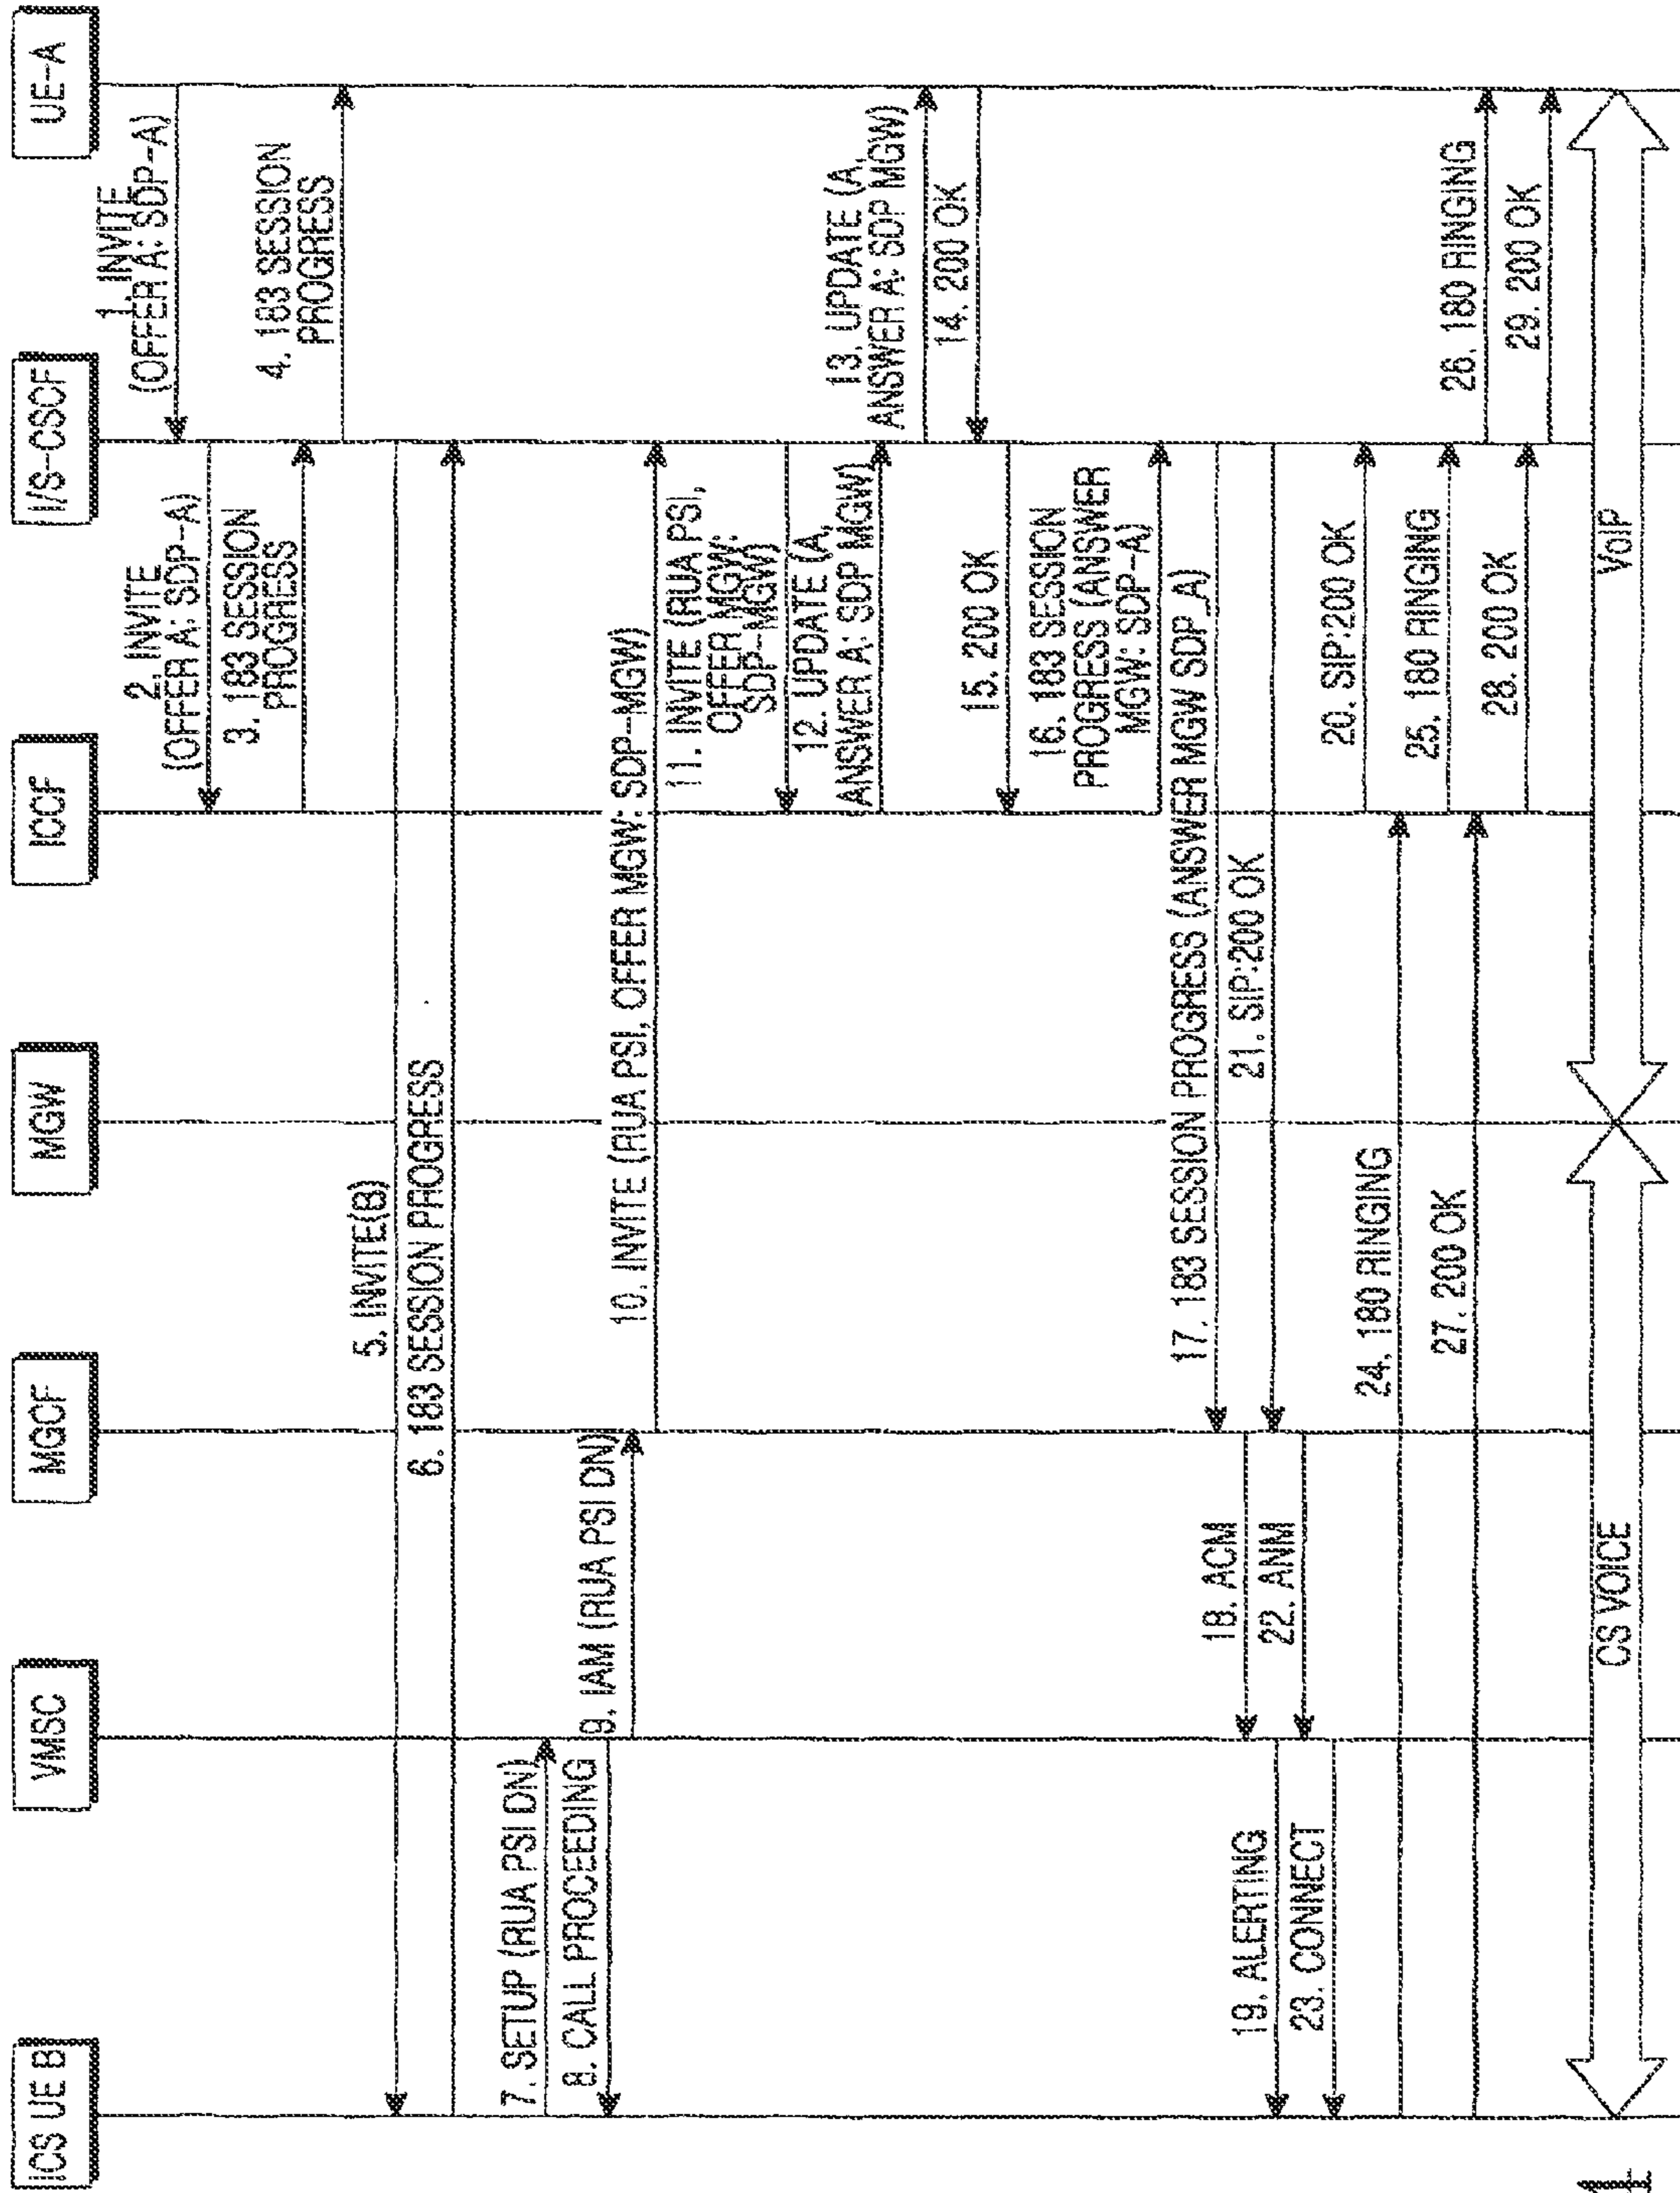 ICS UE B
VMSC
MGCF
MGW
ICCF
I/S-CSCF
UE-A
1. INVITE
(OFFER A: SDP-A)
2. INVITE
(OFFER A: SDP-A)
3. 183 SESSION
PROGRESS
4. 183 SESSION
PROGRESS
5. INVITE(B)
6. 183 SESSION PROGRESS
7. SETUP (RUA PSI DN)
8. CALL PROCEEDING
9. IAM (RUA PSI DN)
10. INVITE (RUA PSI, OFFER MGW: SDP-MGW)
11. INVITE (RUA PSI,
OFFER MGW:
SDP-MGW)
12. UPDATE (A,
ANSWER A: SDP MGW)
13. UPDATE (A,
ANSWER A: SDP MGW)
14. 200 OK
15. 200 OK
16. 183 SESSION
PROGRESS (ANSWER
MGW: SDP-A)
17. 183 SESSION PROGRESS (ANSWER MGW SDP_A)
18. ACM
19. ALERTING
20. SIP:200 OK
21. SIP:200 OK
22. ANM
23. CONNECT
24. 180 RINGING
25. 180 RINGING
26. 180 RINGING
27. 200 OK
28. 200 OK
29. 200 OK
CS VOICE
VoIP